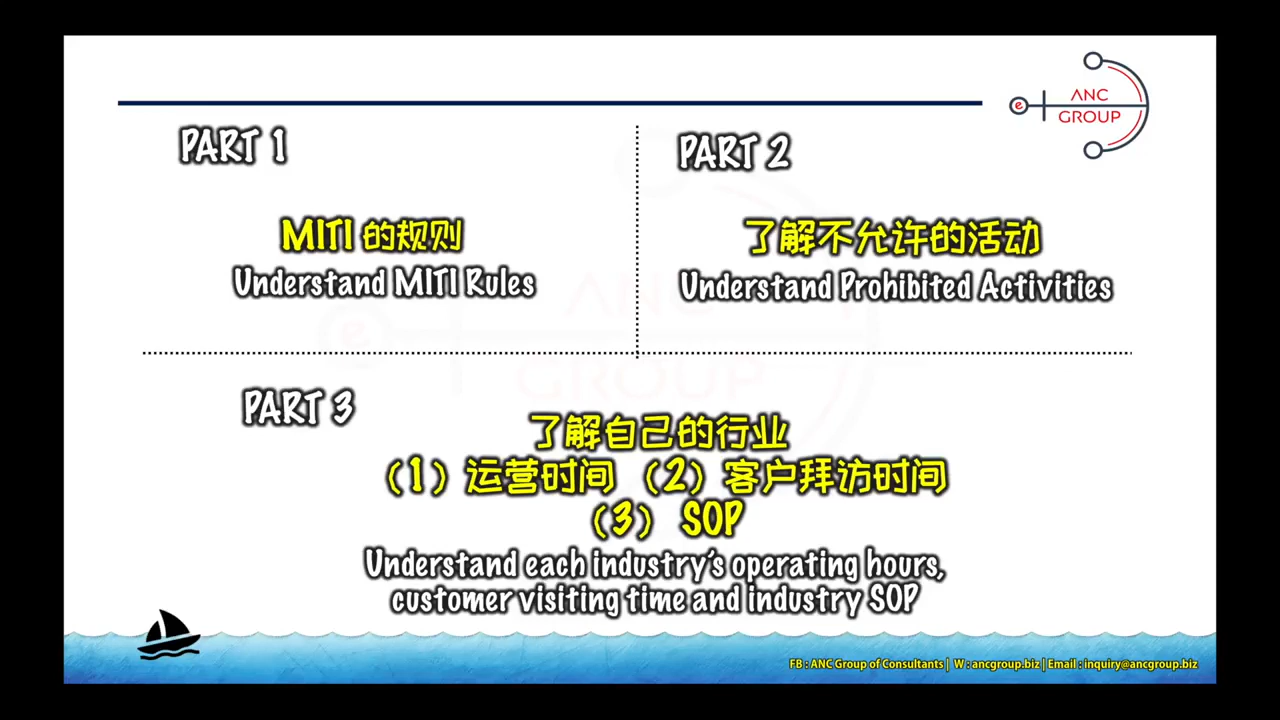 e ANC
GROUP
PART 1
MITI 的规则
Understand MITI Rules
PART 2
了解不允许的活动
Understand Prohibited Activities
PART 3
了解自己的行业
（1）运营时间 （2）客户拜访时间
（3） SOP
Understand each industry's operating hours,
customer visiting time and industry SOP
e ANC
GROUP
FB : ANC Group of Consultants | W : ancgroup.biz | Email : inquiry@ancgroup.biz